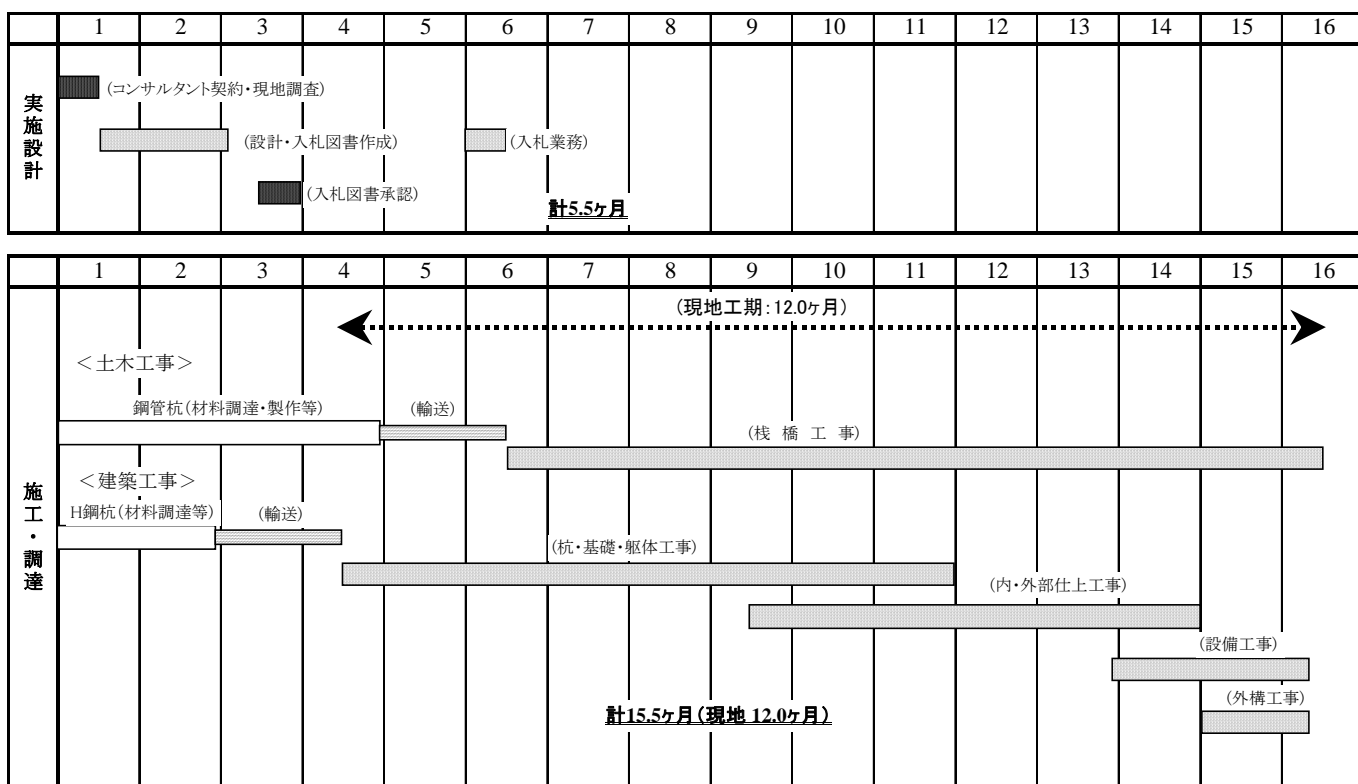 1 2 3 4 5 6 7 8 9 10 11 12 13 14 15 16
実施設計
(コンサルタント契約・現地調査)
(設計・入札図書作成)
(入札業務)
(入札図書承認)
計5.5ヶ月
1 2 3 4 5 6 7 8 9 10 11 12 13 14 15 16
施工・調達
(現地工期:12.0ヶ月)
<土木工事>
鋼管杭(材料調達・製作等)
(輸送)
(桟橋工事)
<建築工事>
H鋼杭(材料調達等)
(輸送)
(杭・基礎・躯体工事)
(内・外部仕上工事)
(設備工事)
(外構工事)
計15.5ヶ月(現地 12.0ヶ月)